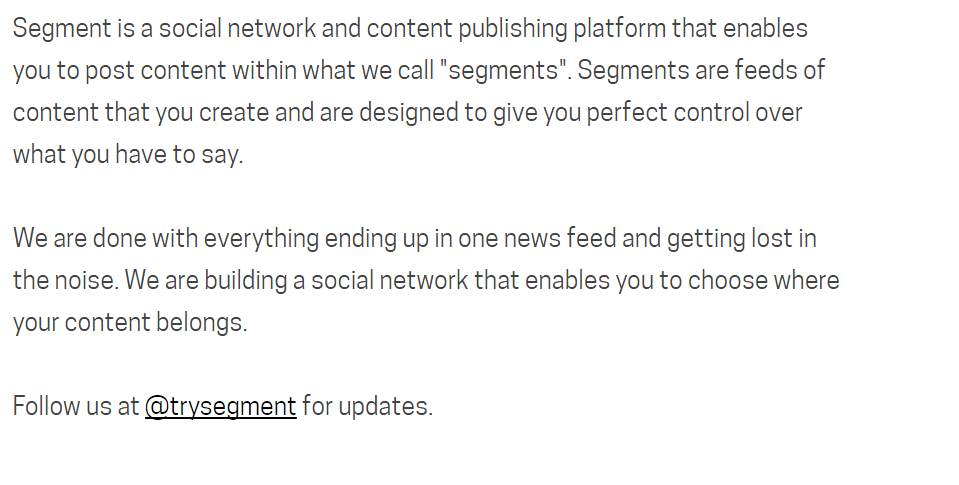 Segment is a social network and content publishing platform that enables
you to post content within what we call "segments". Segments are feeds of
content that you create and are designed to give you perfect control over
what you have to say.
We are done with everything ending up in one news feed and getting lost in
the noise. We are building a social network that enables you to choose where
your content belongs.
Follow us at @trysegment for updates.